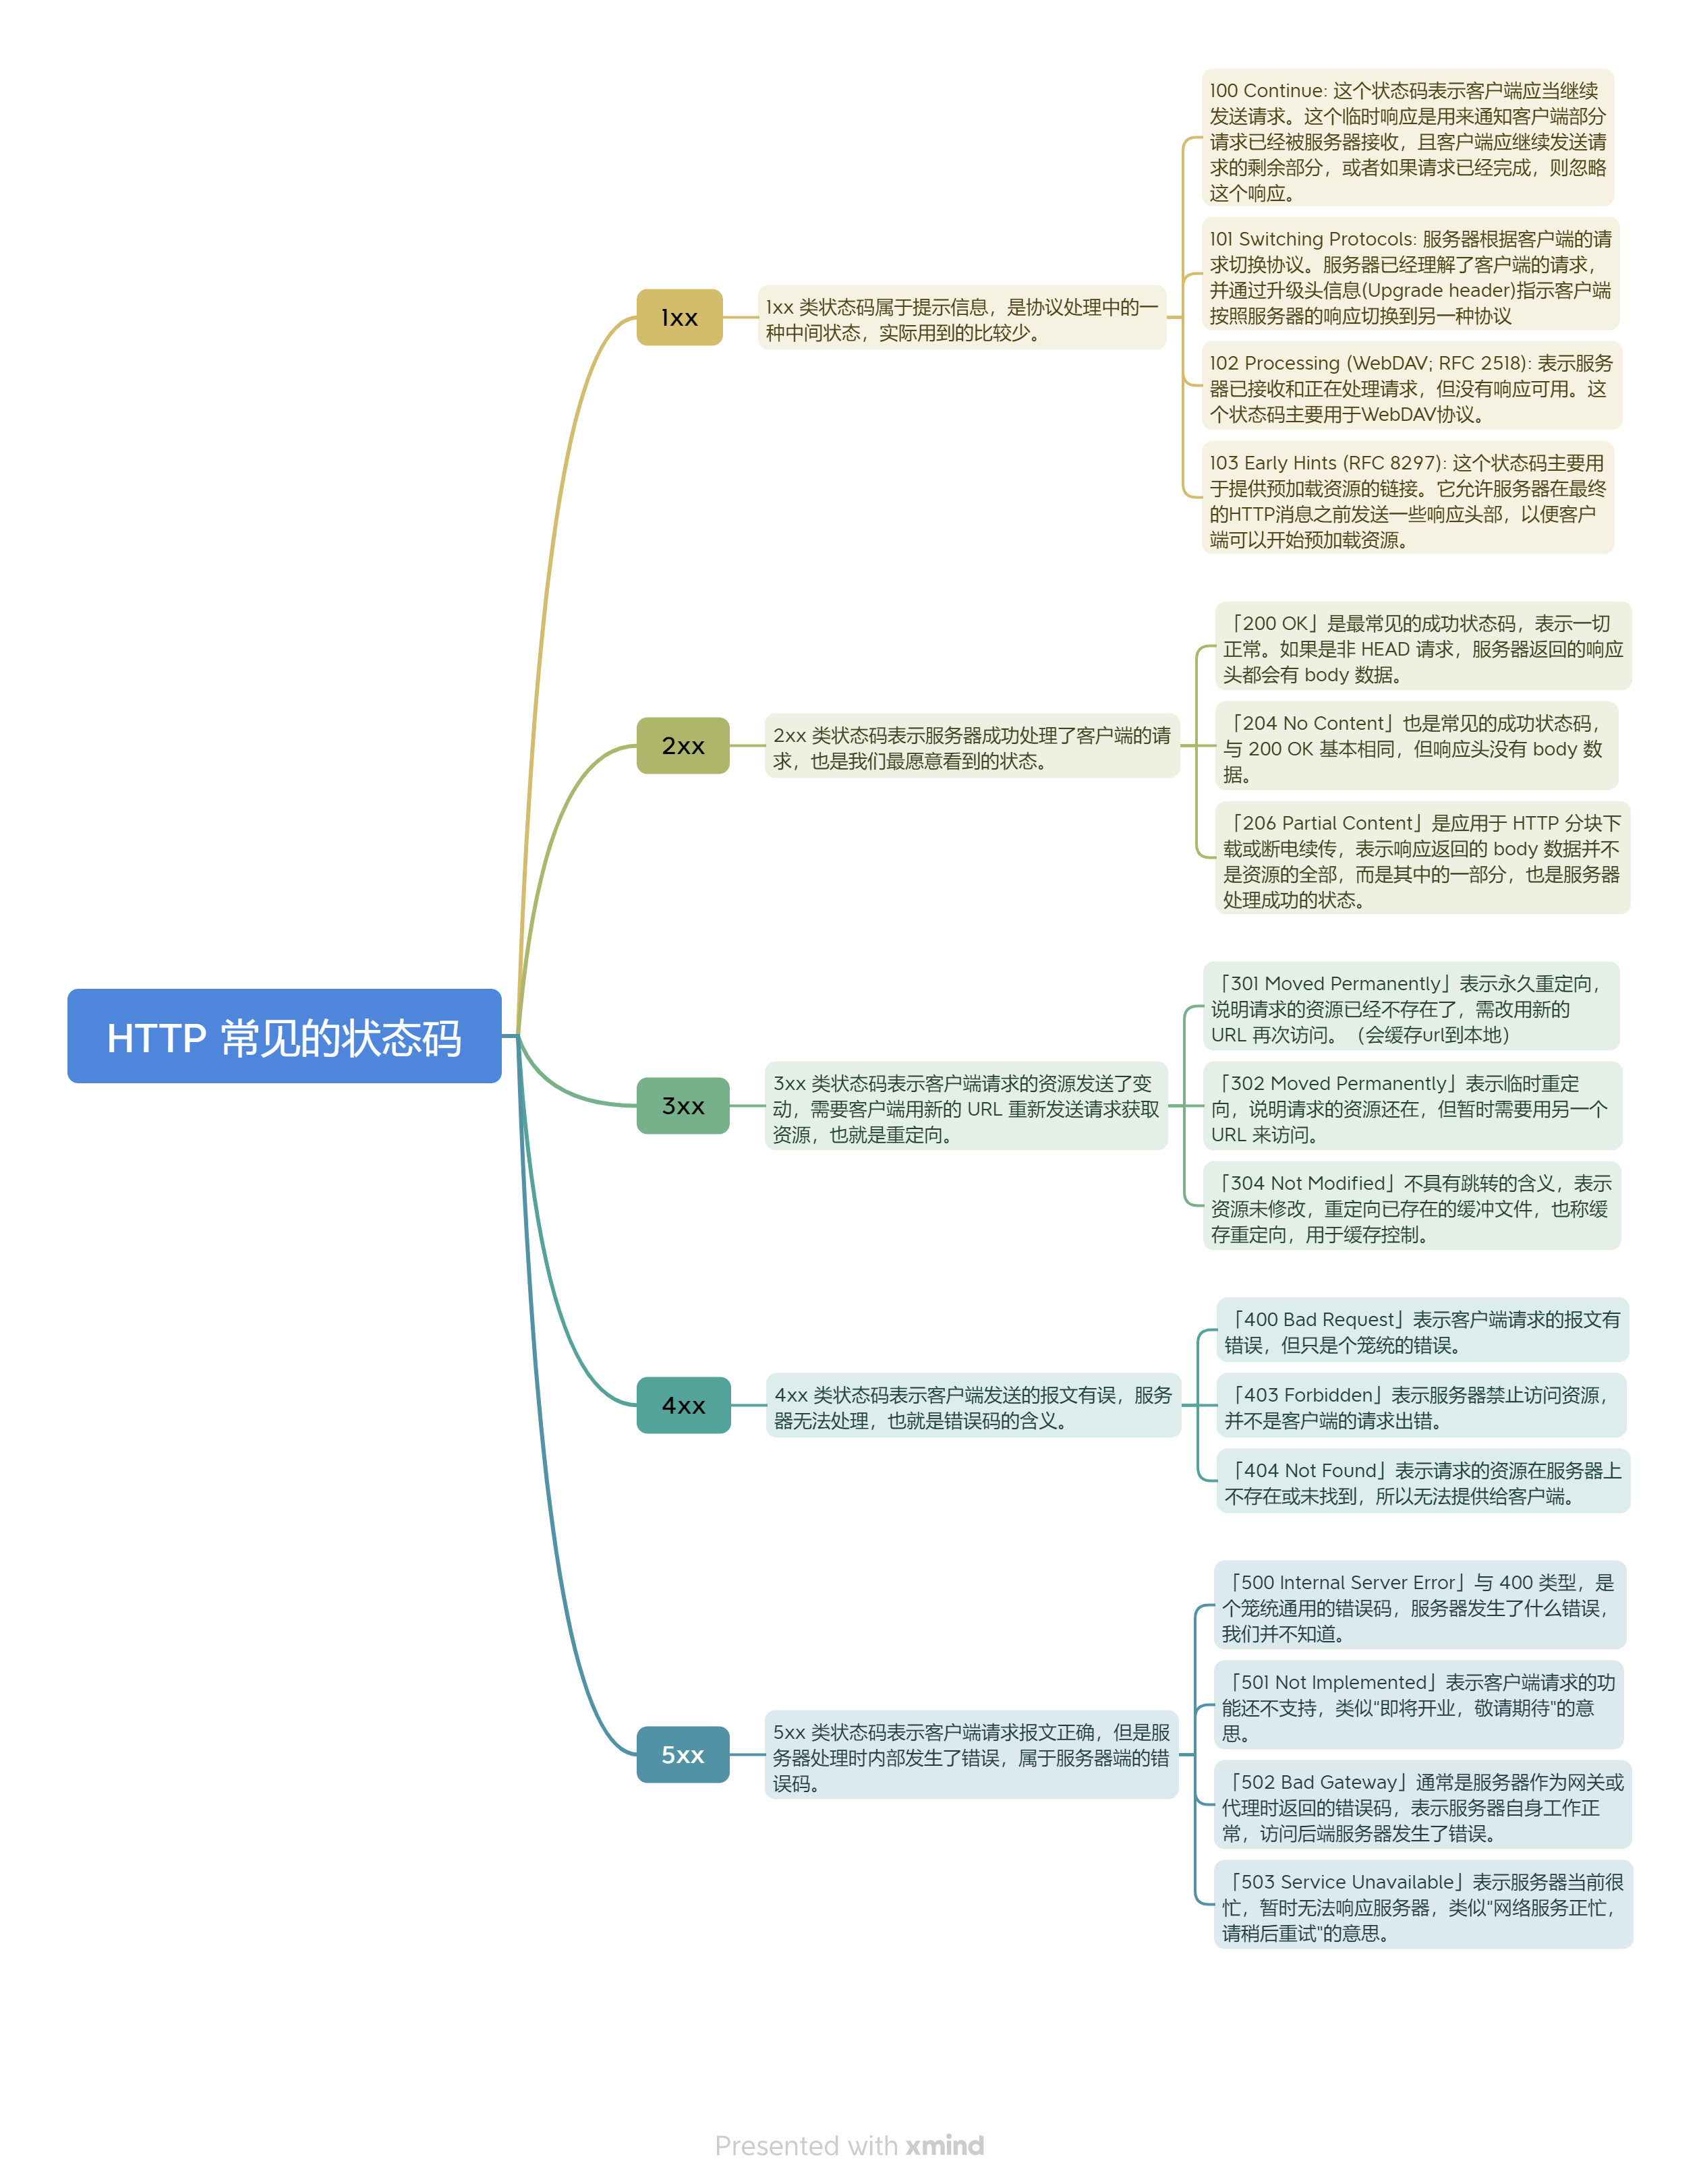 HTTP 常见的状态码
1xx
1xx 类状态码属于提示信息，是协议处理中的一
种中间状态，实际用到的比较少。
100 Continue: 这个状态码表示客户端应当继续
发送请求。这个临时响应是用来通知客户端部分
请求已经被服务器接收，且客户端应继续发送请
求的剩余部分，或者如果请求已经完成，则忽略
这个响应。
101 Switching Protocols: 服务器根据客户端的请
求切换协议。服务器已经理解了客户端的请求，
并通过升级头信息(Upgrade header)指示客户端
按照服务器的响应切换到另一种协议
102 Processing (WebDAV; RFC 2518): 表示服务
器已接收和正在处理请求，但没有响应可用。这
个状态码主要用于WebDAV协议。
103 Early Hints (RFC 8297): 这个状态码主要用
于提供预加载资源的链接。它允许服务器在最终
的HTTP消息之前发送一些响应头部，以便客户
端可以开始预加载资源。
2xx
2xx 类状态码表示服务器成功处理了客户端的请
求，也是我们最愿意看到的状态。
「200 OK」是最常见的成功状态码，表示一切
正常。如果是非 HEAD 请求，服务器返回的响应
头都会有 body 数据。
「204 No Content」也是常见的成功状态码，
与 200 OK 基本相同，但响应头没有 body 数
据。
「206 Partial Content」是应用于 HTTP 分块下
载或断电续传，表示响应返回的 body 数据并不
是资源的全部，而是其中的一部分，也是服务器
处理成功的状态。
3xx
3xx 类状态码表示客户端请求的资源发送了变
动，需要客户端用新的 URL 重新发送请求获取
资源，也就是重定向。
「301 Moved Permanently」表示永久重定向，
说明请求的资源已经不存在了，需改用新的
URL 再次访问。（会缓存url到本地）
「302 Moved Permanently」表示临时重定
向，说明请求的资源还在，但暂时需要用另一个
URL 来访问。
「304 Not Modified」不具有跳转的含义，表示
资源未修改，重定向已存在的缓冲文件，也称缓
存重定向，用于缓存控制。
4xx
4xx 类状态码表示客户端发送的报文有误，服务
器无法处理，也就是错误码的含义。
「400 Bad Request」表示客户端请求的报文有
错误，但只是个笼统的错误。
「403 Forbidden」表示服务器禁止访问资源，
并不是客户端的请求出错。
「404 Not Found」表示请求的资源在服务器上
不存在或未找到，所以无法提供给客户端。
5xx
5xx 类状态码表示客户端请求报文正确，但是服
务器处理时内部发生了错误，属于服务器端的错
误码。
「500 Internal Server Error」与 400 类型，是
个笼统通用的错误码，服务器发生了什么错误，
我们并不知道。
「501 Not Implemented」表示客户端请求的功
能还不支持，类似"即将开业，敬请期待"的意
思。
「502 Bad Gateway」通常是服务器作为网关或
代理时返回的错误码，表示服务器自身工作正
常，访问后端服务器发生了错误。
「503 Service Unavailable」表示服务器当前很
忙，暂时无法响应服务器，类似"网络服务正忙，
请稍后重试"的意思。
Presented with xmind